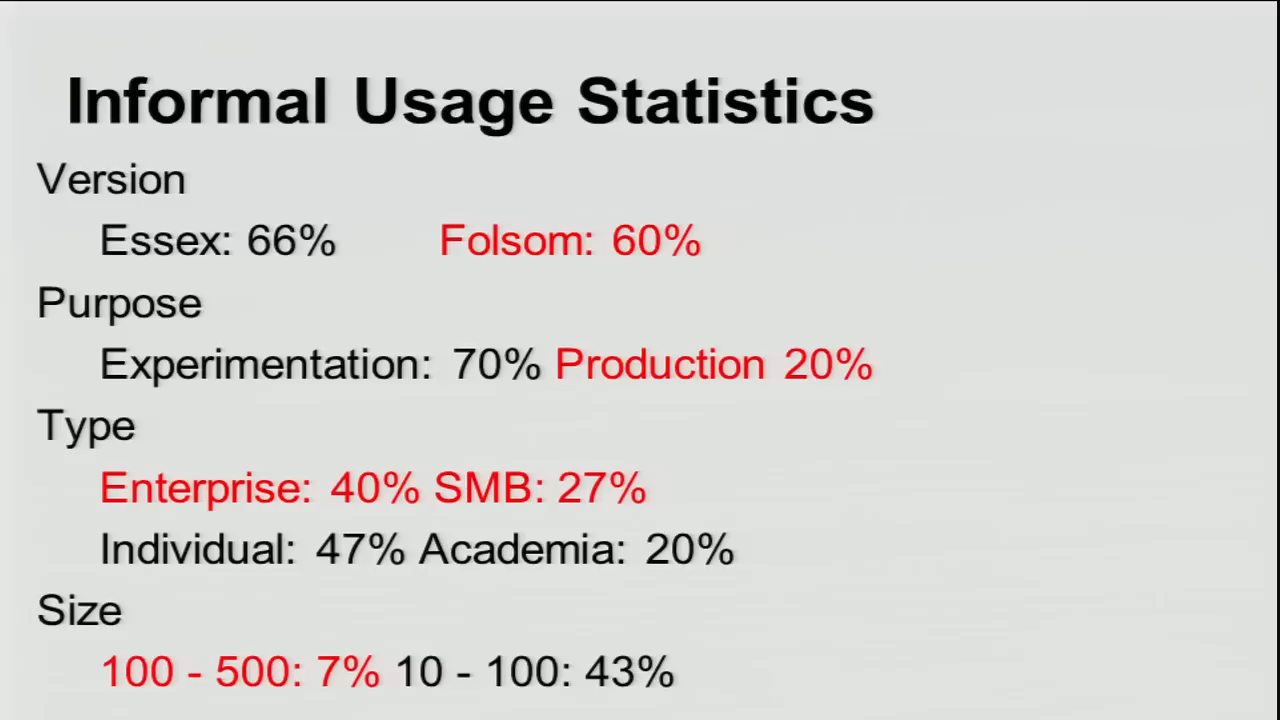 Informal Usage Statistics
Version
Essex: 66% Folsom: 60%
Purpose
Experimentation: 70% Production 20%
Type
Enterprise: 40% SMB: 27%
Individual: 47% Academia: 20%
Size
100 - 500: 7% 10 - 100: 43%